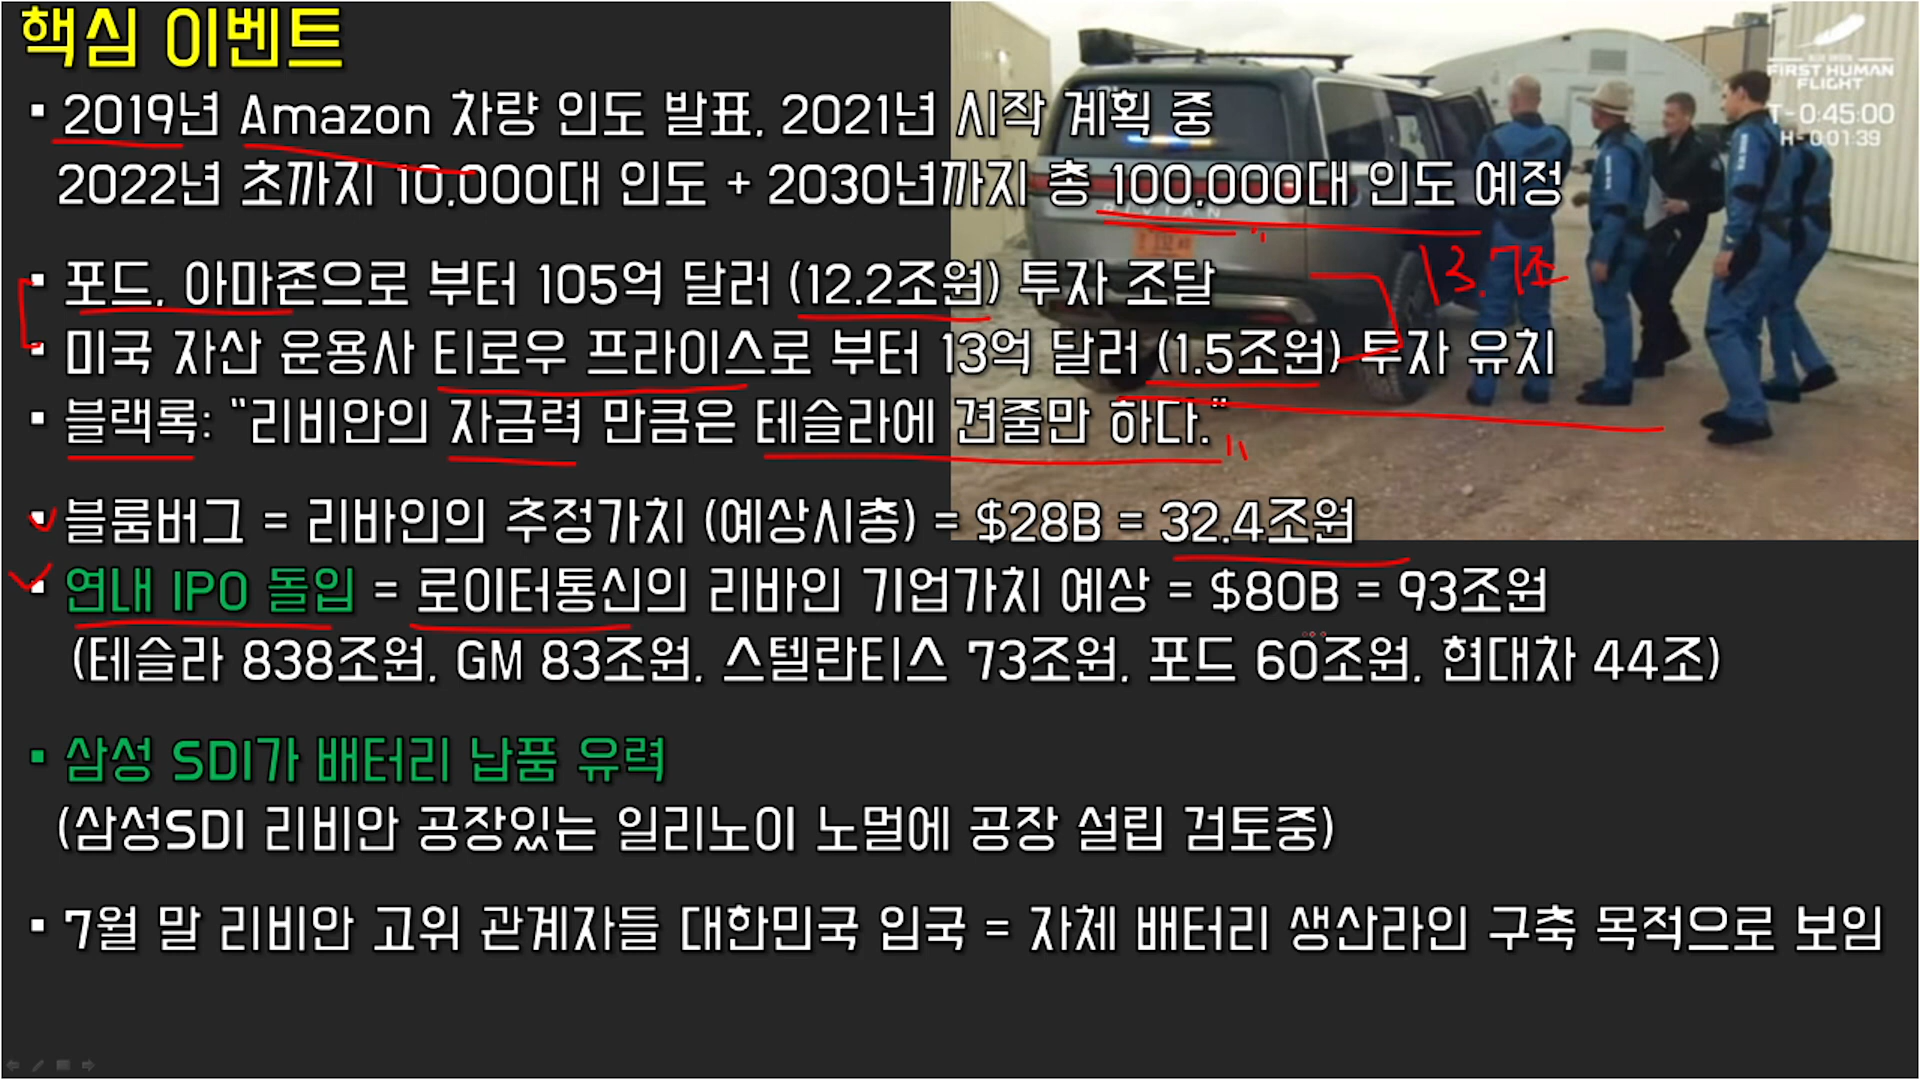 핵심 이벤트
▪ 2019년 Amazon 차량 인도 발표, 2021년 시작 계획 중
2022년 초까지 10,000대 인도 + 2030년까지 총 100,000대 인도 예정
▪ 포드, 아마존으로 부터 105억 달러 (12.2조원) 투자 조달
13.7조
▪ 미국 자산 운용사 티로우 프라이스로 부터 13억 달러 (1.5조원) 투자 유치
▪ 블랙록: “리비안의 자금력 만큼은 테슬라에 견줄만 하다.”
▪ 블룸버그 = 리바인의 추정가치 (예상시총) = $28B = 32.4조원
▪ 연내 IPO 돌입 = 로이터통신의 리바인 기업가치 예상 = $80B = 93조원
(테슬라 838조원, GM 83조원, 스텔란티스 73조원, 포드 60조원, 현대차 44조)
▪ 삼성 SDI가 배터리 납품 유력
(삼성SDI 리비안 공장있는 일리노이 노멀에 공장 설립 검토중)
▪ 7월 말 리비안 고위 관계자들 대한민국 입국 = 자체 배터리 생산라인 구축 목적으로 보임
BLUE ORIGIN
FIRST HUMAN
FLIGHT
T- 0:45:00
H- 0:01:39
RIVIAN